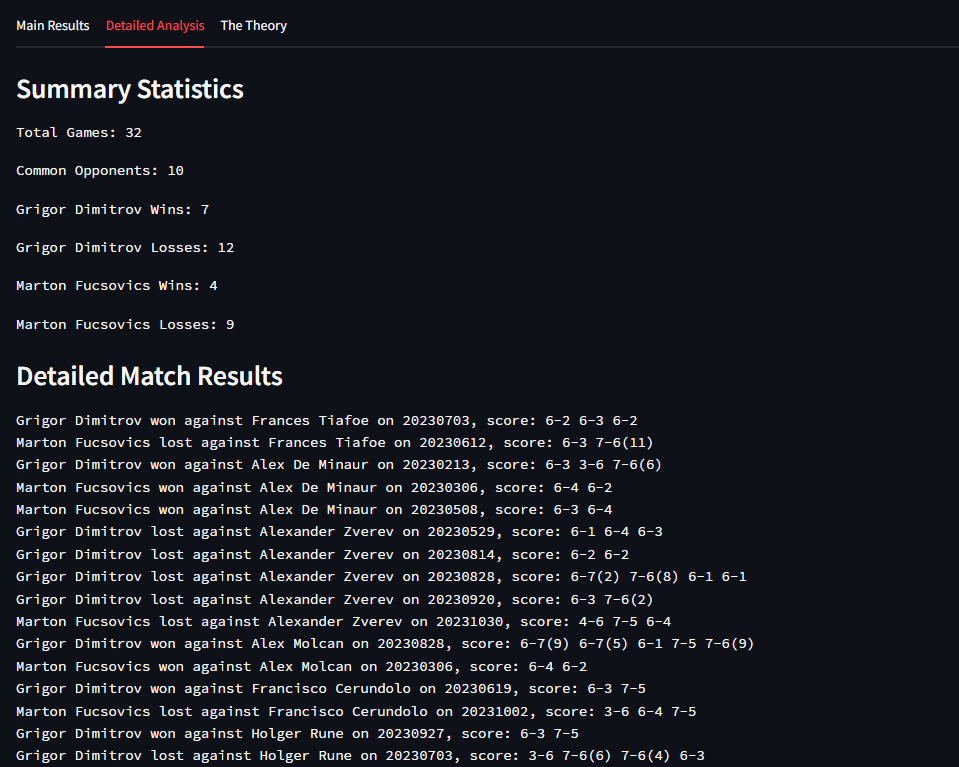 Main Results Detailed Analysis The Theory
Summary Statistics
Total Games: 32
Common Opponents: 10
Grigor Dimitrov Wins: 7
Grigor Dimitrov Losses: 12
Marton Fucsovics Wins: 4
Marton Fucsovics Losses: 9
Detailed Match Results
Grigor Dimitrov won against Frances Tiafoe on 20230703, score: 6-2 6-3 6-2
Marton Fucsovics lost against Frances Tiafoe on 20230612, score: 6-3 7-6(11)
Grigor Dimitrov won against Alex De Minaur on 20230213, score: 6-3 3-6 7-6(6)
Marton Fucsovics won against Alex De Minaur on 20230306, score: 6-4 6-2
Marton Fucsovics won against Alex De Minaur on 20230508, score: 6-3 6-4
Grigor Dimitrov lost against Alexander Zverev on 20230529, score: 6-1 6-4 6-3
Grigor Dimitrov lost against Alexander Zverev on 20230814, score: 6-2 6-2
Grigor Dimitrov lost against Alexander Zverev on 20230828, score: 6-7(2) 7-6(8) 6-1 6-1
Grigor Dimitrov lost against Alexander Zverev on 20230920, score: 6-3 7-6(2)
Marton Fucsovics lost against Alexander Zverev on 20231030, score: 4-6 7-5 6-4
Grigor Dimitrov won against Alex Molcan on 20230828, score: 6-7(9) 6-7(5) 6-1 7-5 7-6(9)
Marton Fucsovics won against Alex Molcan on 20230306, score: 6-4 6-2
Grigor Dimitrov won against Francisco Cerundolo on 20230619, score: 6-3 7-5
Marton Fucsovics lost against Francisco Cerundolo on 20231002, score: 3-6 6-4 7-5
Grigor Dimitrov won against Holger Rune on 20230927, score: 6-3 7-5
Grigor Dimitrov lost against Holger Rune on 20230703, score: 3-6 7-6(6) 7-6(4) 6-3